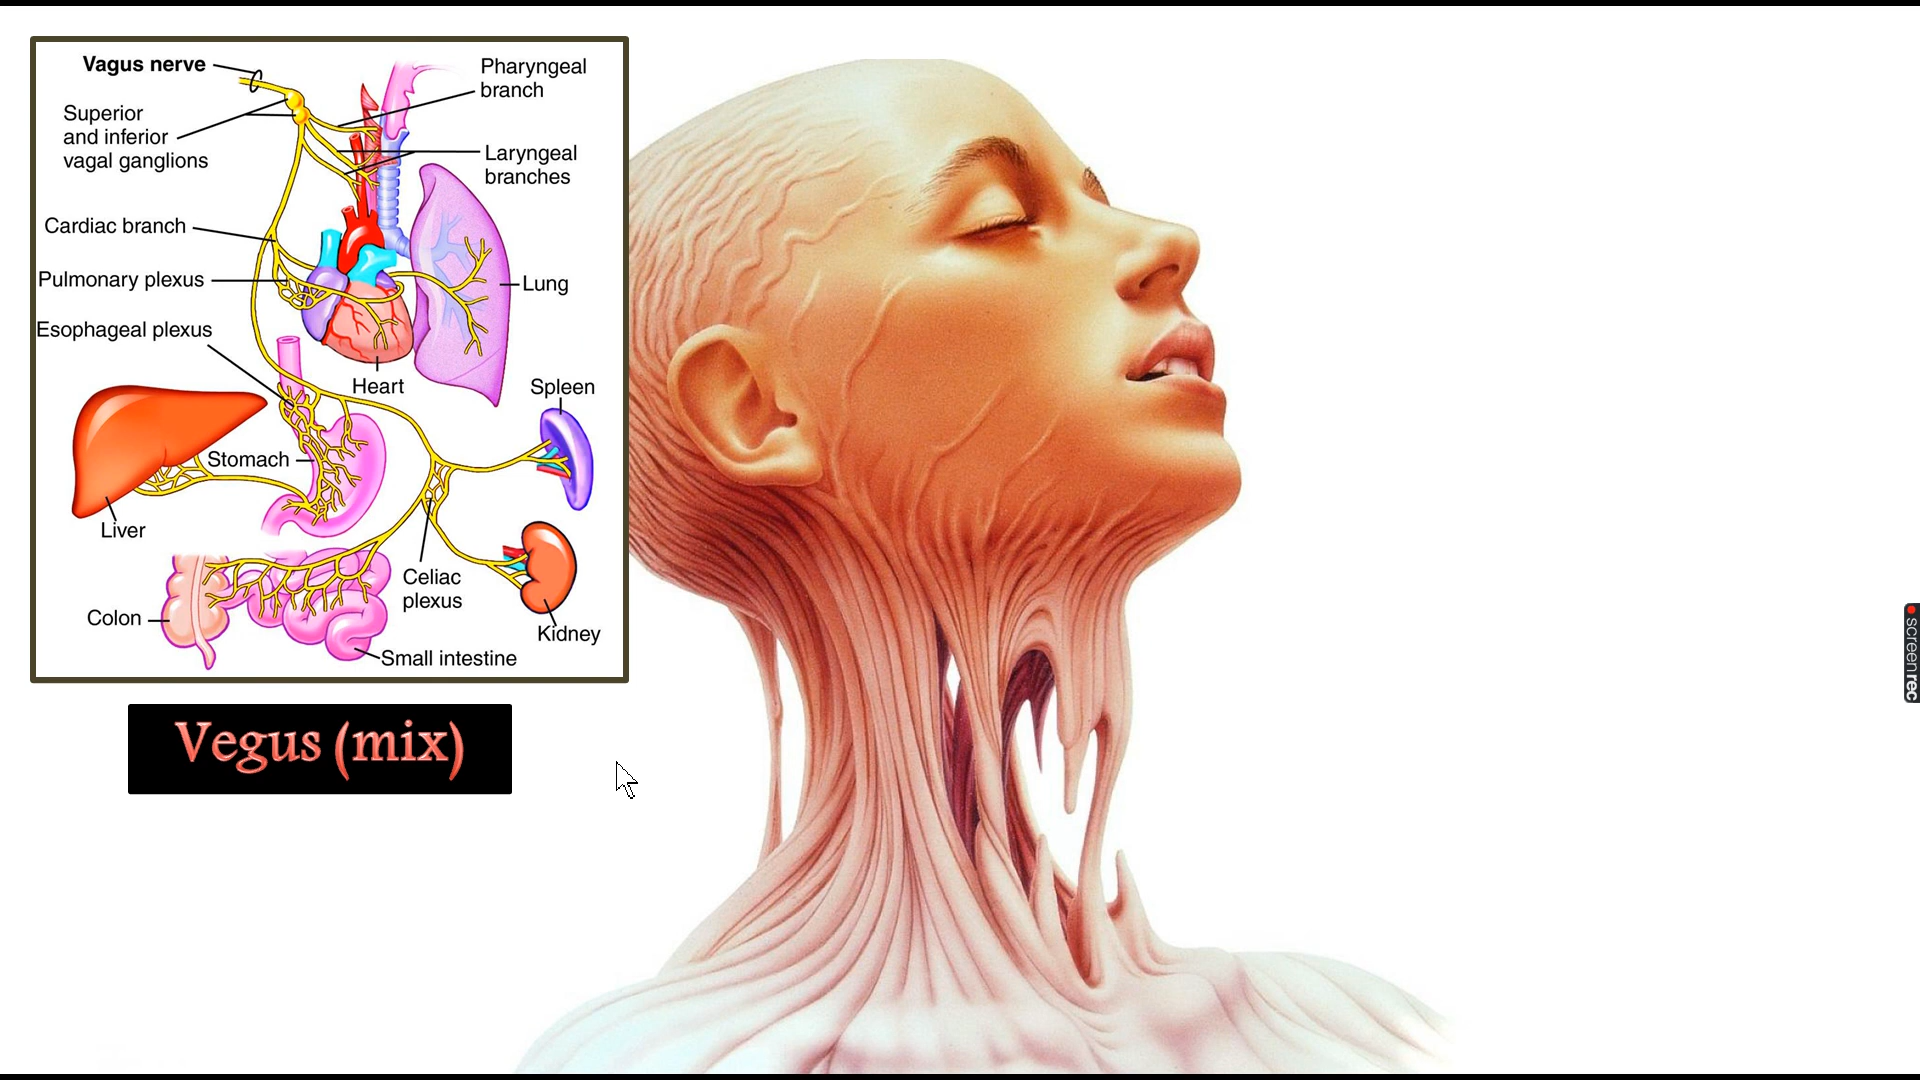 Vagus nerve
Superior
and inferior
vagal ganglions
Cardiac branch
Pulmonary plexus
Esophageal plexus
Pharyngeal
branch
Laryngeal
branches
Lung
Heart
Spleen
Stomach
Liver
Celiac
plexus
Colon
Kidney
Small intestine
Vegus (mix)
screenrec